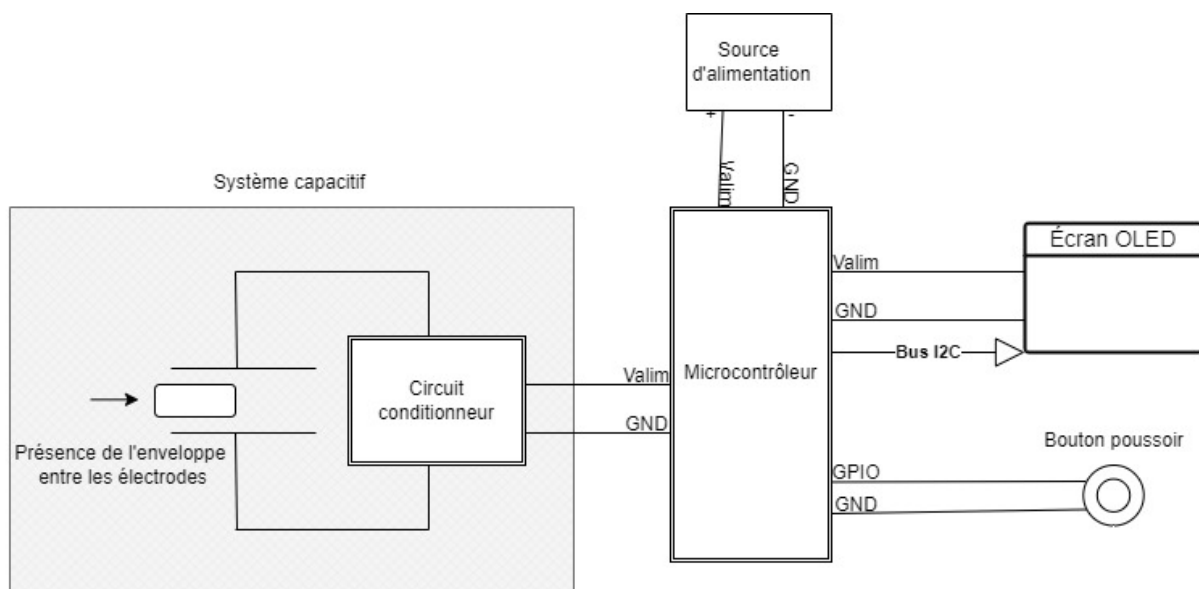 Source
d'alimentation
+
-
Valim
GND
Système capacitif
Écran OLED
Valim
GND
Bus I2C
Circuit
conditionneur
Valim
GND
Microcontrôleur
Présence de l'enveloppe
entre les électrodes
Bouton poussoir
GPIO
GND